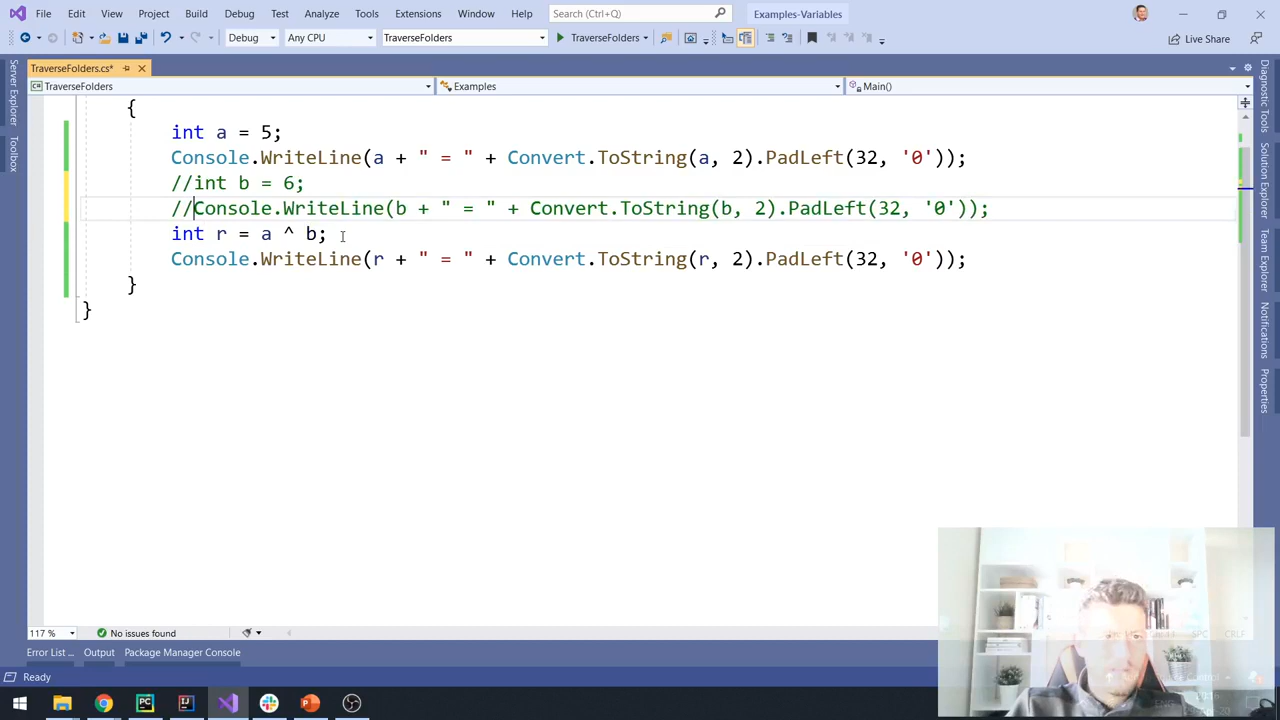 File Edit View Project Build Debug Test Analyze Tools Extensions Window Help Search (Ctrl+Q) Examples-Variables
Debug Any CPU TraverseFolders TraverseFolders Live Share
TraverseFolders.cs*
TraverseFolders Examples Main()
Server Explorer
Toolbox
{
int a = 5;
Console.WriteLine(a + " = " + Convert.ToString(a, 2).PadLeft(32, '0'));
//int b = 6;
//Console.WriteLine(b + " = " + Convert.ToString(b, 2).PadLeft(32, '0'));
int r = a ^ b;
Console.WriteLine(r + " = " + Convert.ToString(r, 2).PadLeft(32, '0'));
}
}
Diagnostic Tools
Solution Explorer
Team Explorer
Notifications
Properties
117 % No issues found SPC CRLF
Error List ... Output Package Manager Console
Ready